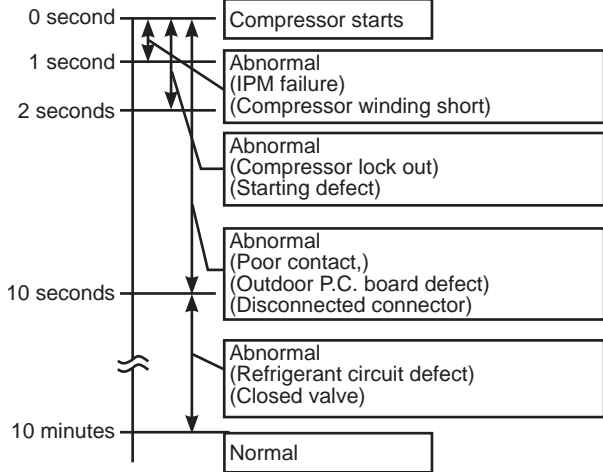 0 second
Compressor starts
1 second
Abnormal
(IPM failure)
(Compressor winding short)
2 seconds
Abnormal
(Compressor lock out)
(Starting defect)
Abnormal
(Poor contact,)
(Outdoor P.C. board defect)
(Disconnected connector)
10 seconds
Abnormal
(Refrigerant circuit defect)
(Closed valve)
10 minutes
Normal